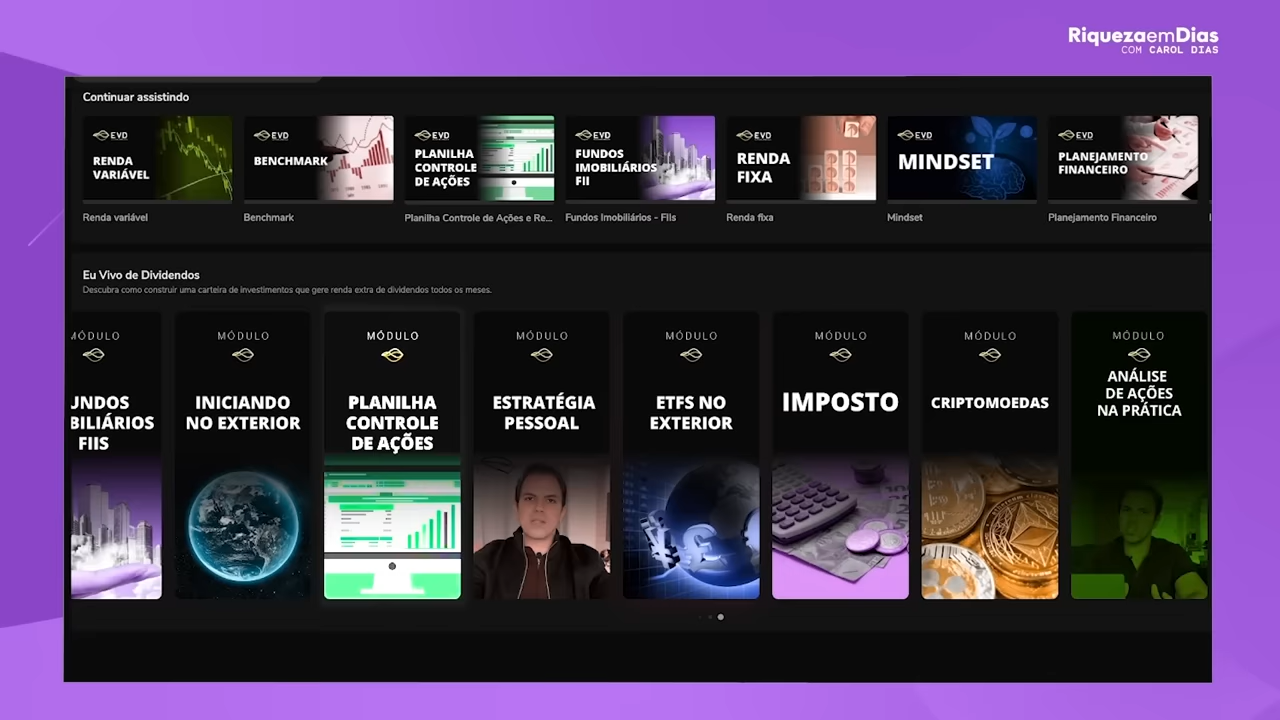 RiquezaemDias
COM CAROL DIAS
Continuar assistindo
EVD
RENDA
VARIÁVEL
EVD
BENCHMARK
EVD
PLANILHA
CONTROLE
DE AÇÕES
EVD
FUNDOS
IMOBILIÁRIOS
FII
EVD
RENDA
FIXA
EVD
MINDSET
EVD
PLANEJAMENTO
FINANCEIRO
Renda variável
Benchmark
Planilha Controle de Ações e Re...
Fundos Imobiliários - FIIs
Renda fixa
Mindset
Planejamento Financeiro
Eu Vivo de Dividendos
Descubra como construir uma carteira de investimentos que gere renda extra de dividendos todos os meses.
MÓDULO
UNDOS
BILIÁRIOS
FIIS
MÓDULO
INICIANDO
NO EXTERIOR
MÓDULO
PLANILHA
CONTROLE
DE AÇÕES
MÓDULO
ESTRATÉGIA
PESSOAL
MÓDULO
ETFS NO
EXTERIOR
MÓDULO
IMPOSTO
MÓDULO
CRIPTOMOEDAS
MÓDULO
ANÁLISE
DE AÇÕES
NA PRÁTICA